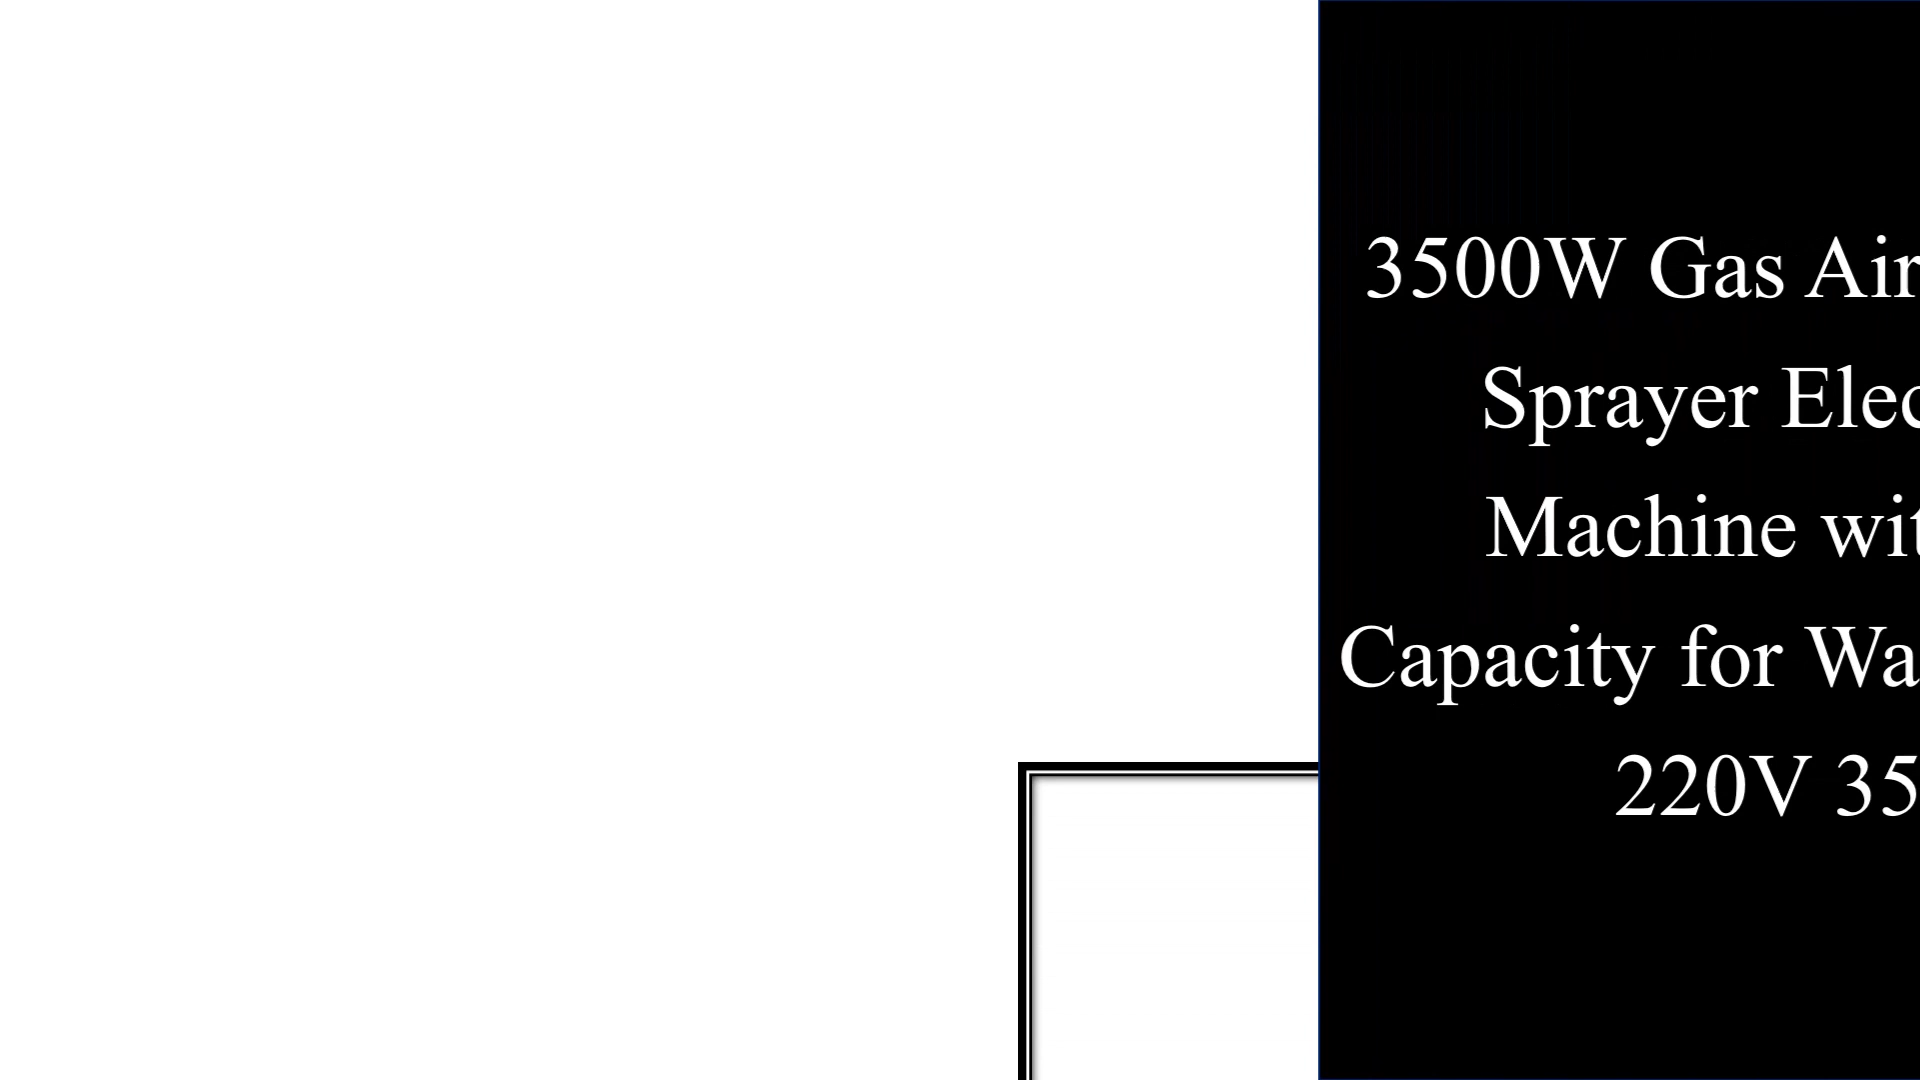 3500W Gas Air
Sprayer Elec
Machine wit
Capacity for Wa
220V 35